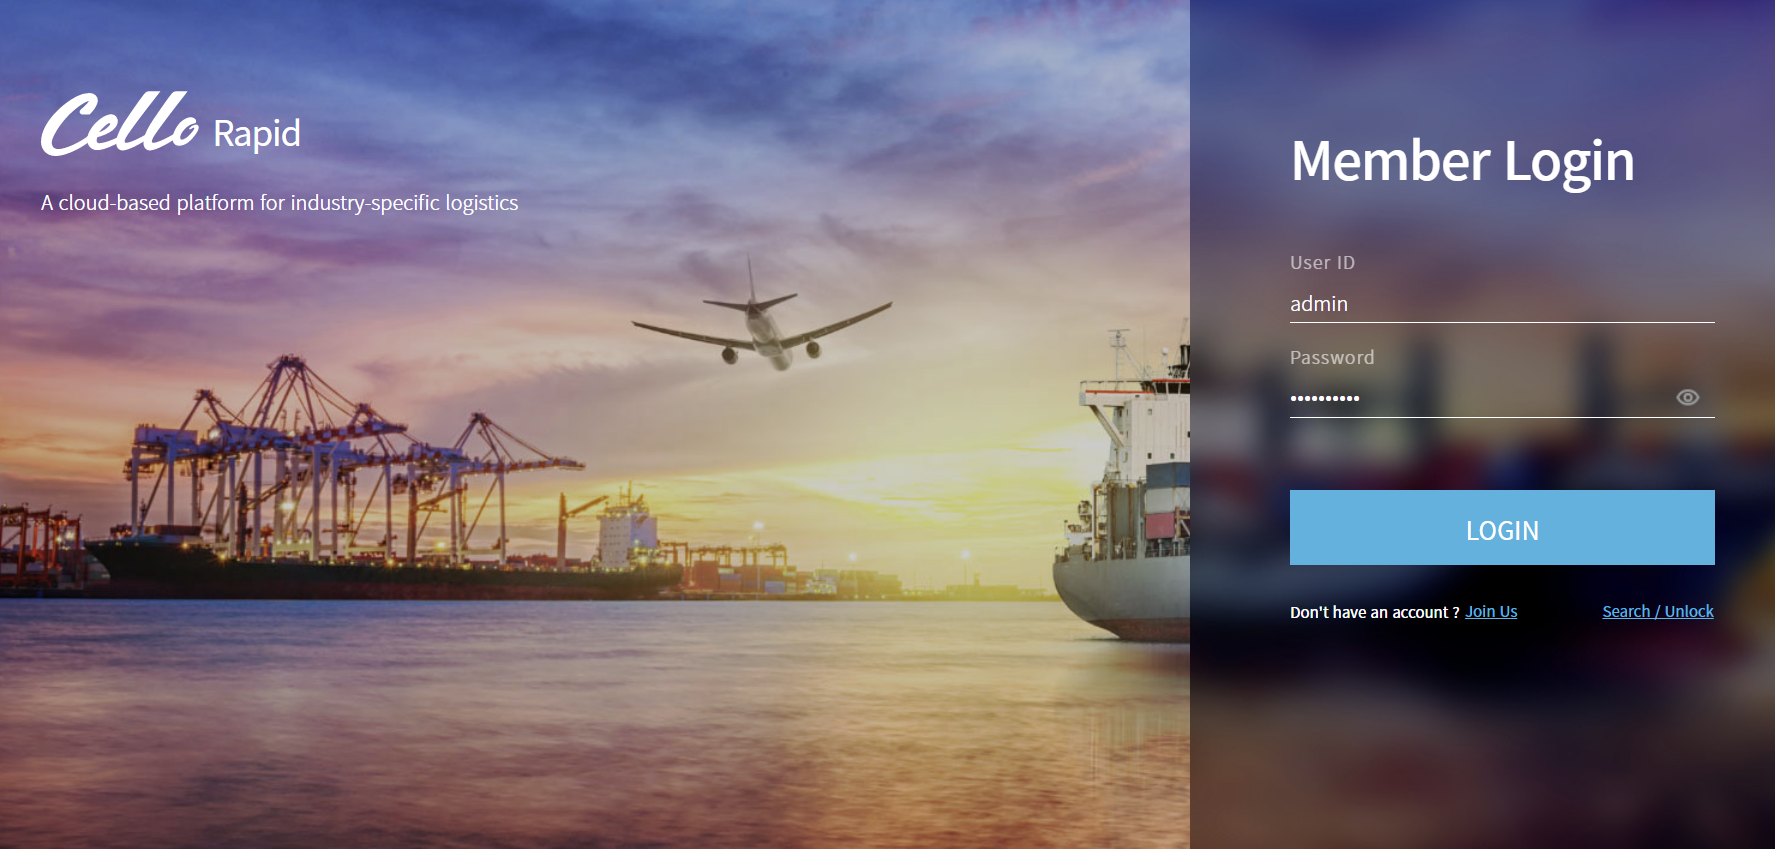 Cello Rapid
A cloud-based platform for industry-specific logistics
Member Login
User ID
admin
Password
••••••••••
LOGIN
Don't have an account ? Join Us
Search / Unlock